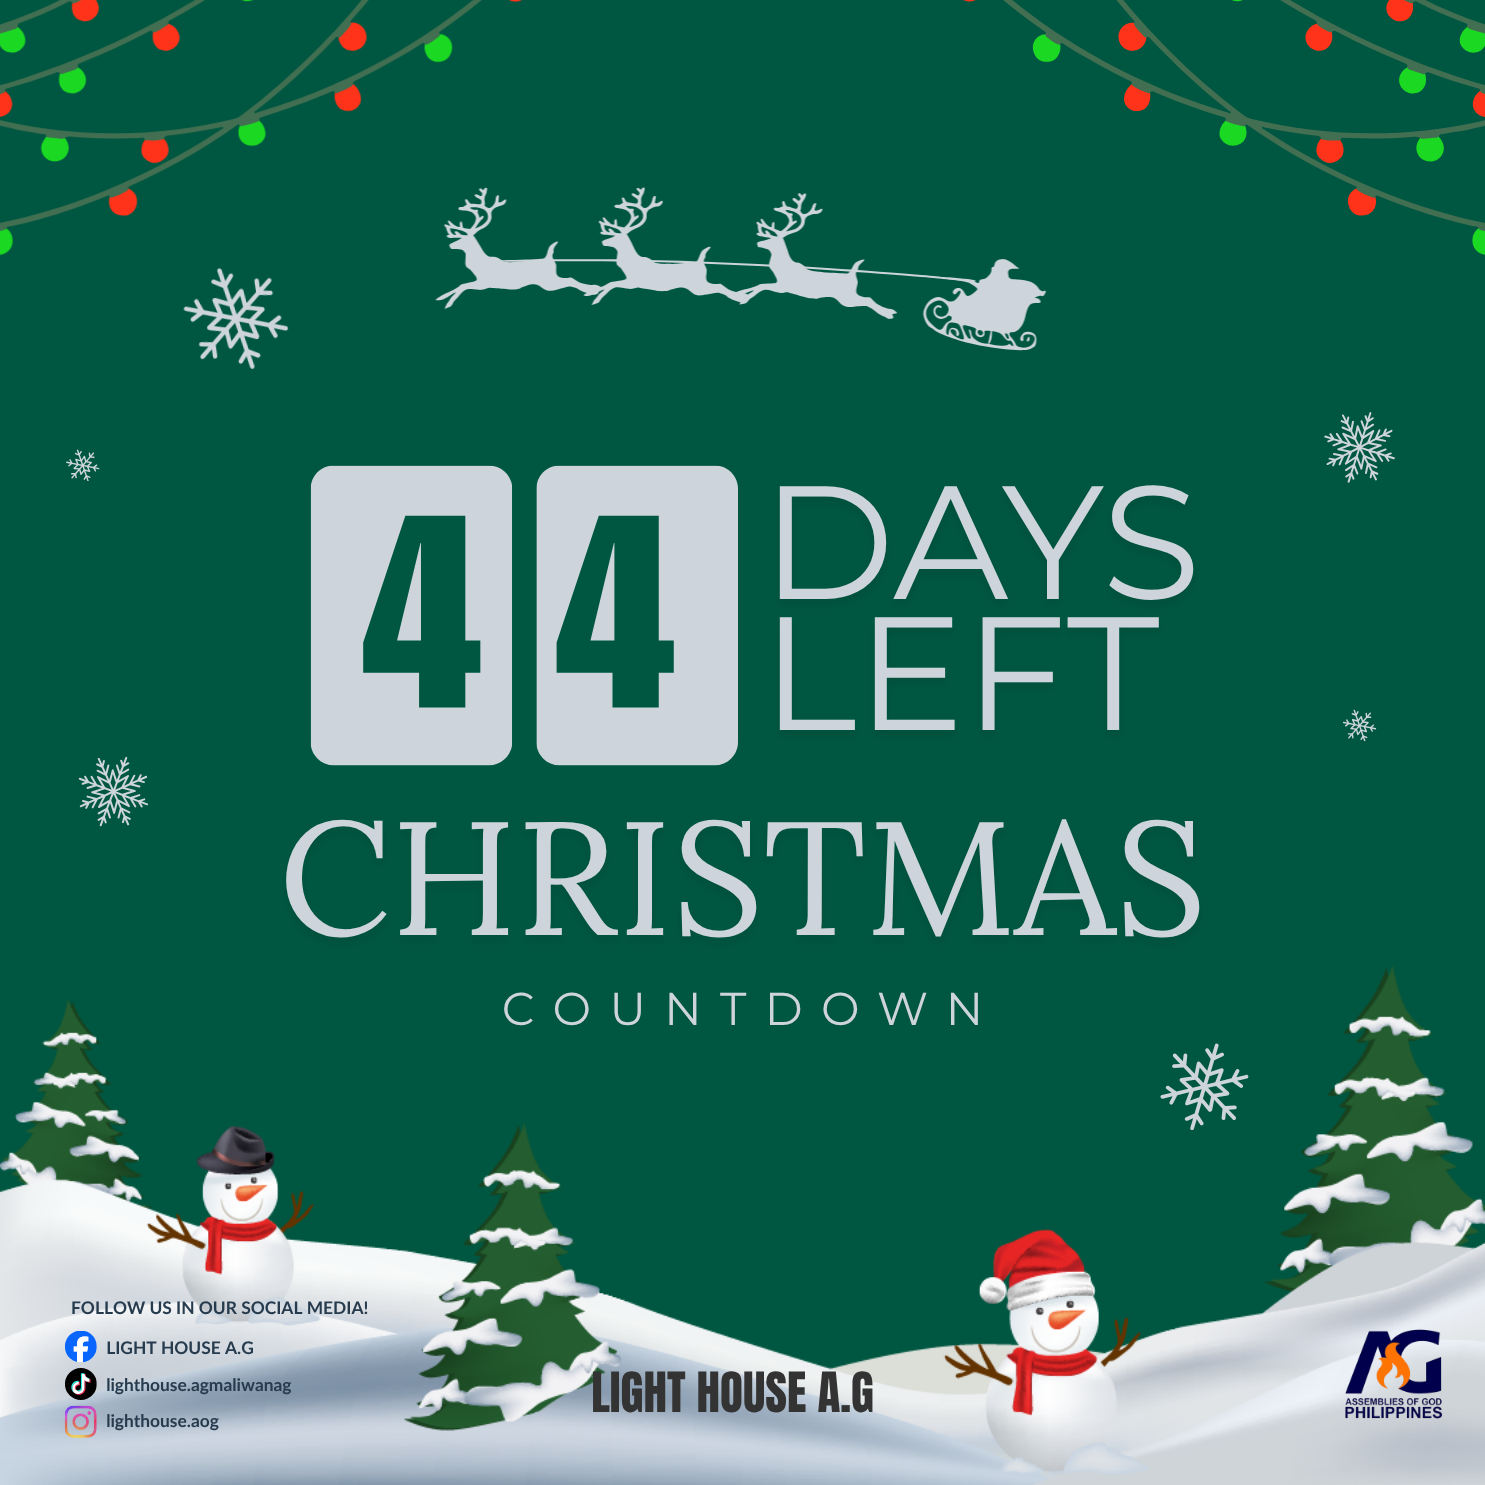 44 DAYS
LEFT
CHRISTMAS
COUNTDOWN
FOLLOW US IN OUR SOCIAL MEDIA!
LIGHT HOUSE A.G
lighthouse.agmaliwanag
lighthouse.aog
LIGHT HOUSE A.G
AG
ASSEMBLIES OF GOD
PHILIPPINES